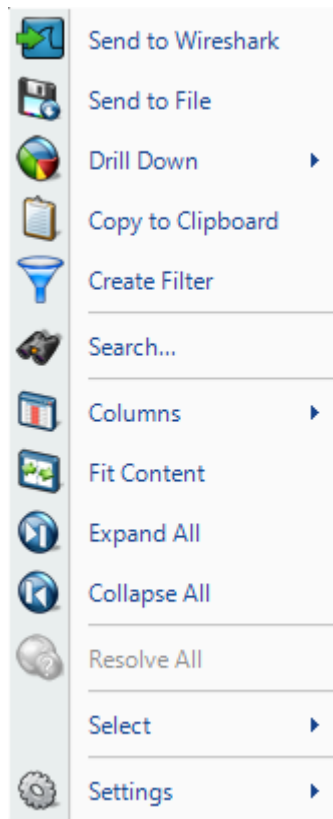 Send to Wireshark
Send to File
Drill Down
Copy to Clipboard
Create Filter
Search...
Columns
Fit Content
Expand All
Collapse All
Resolve All
Select
Settings